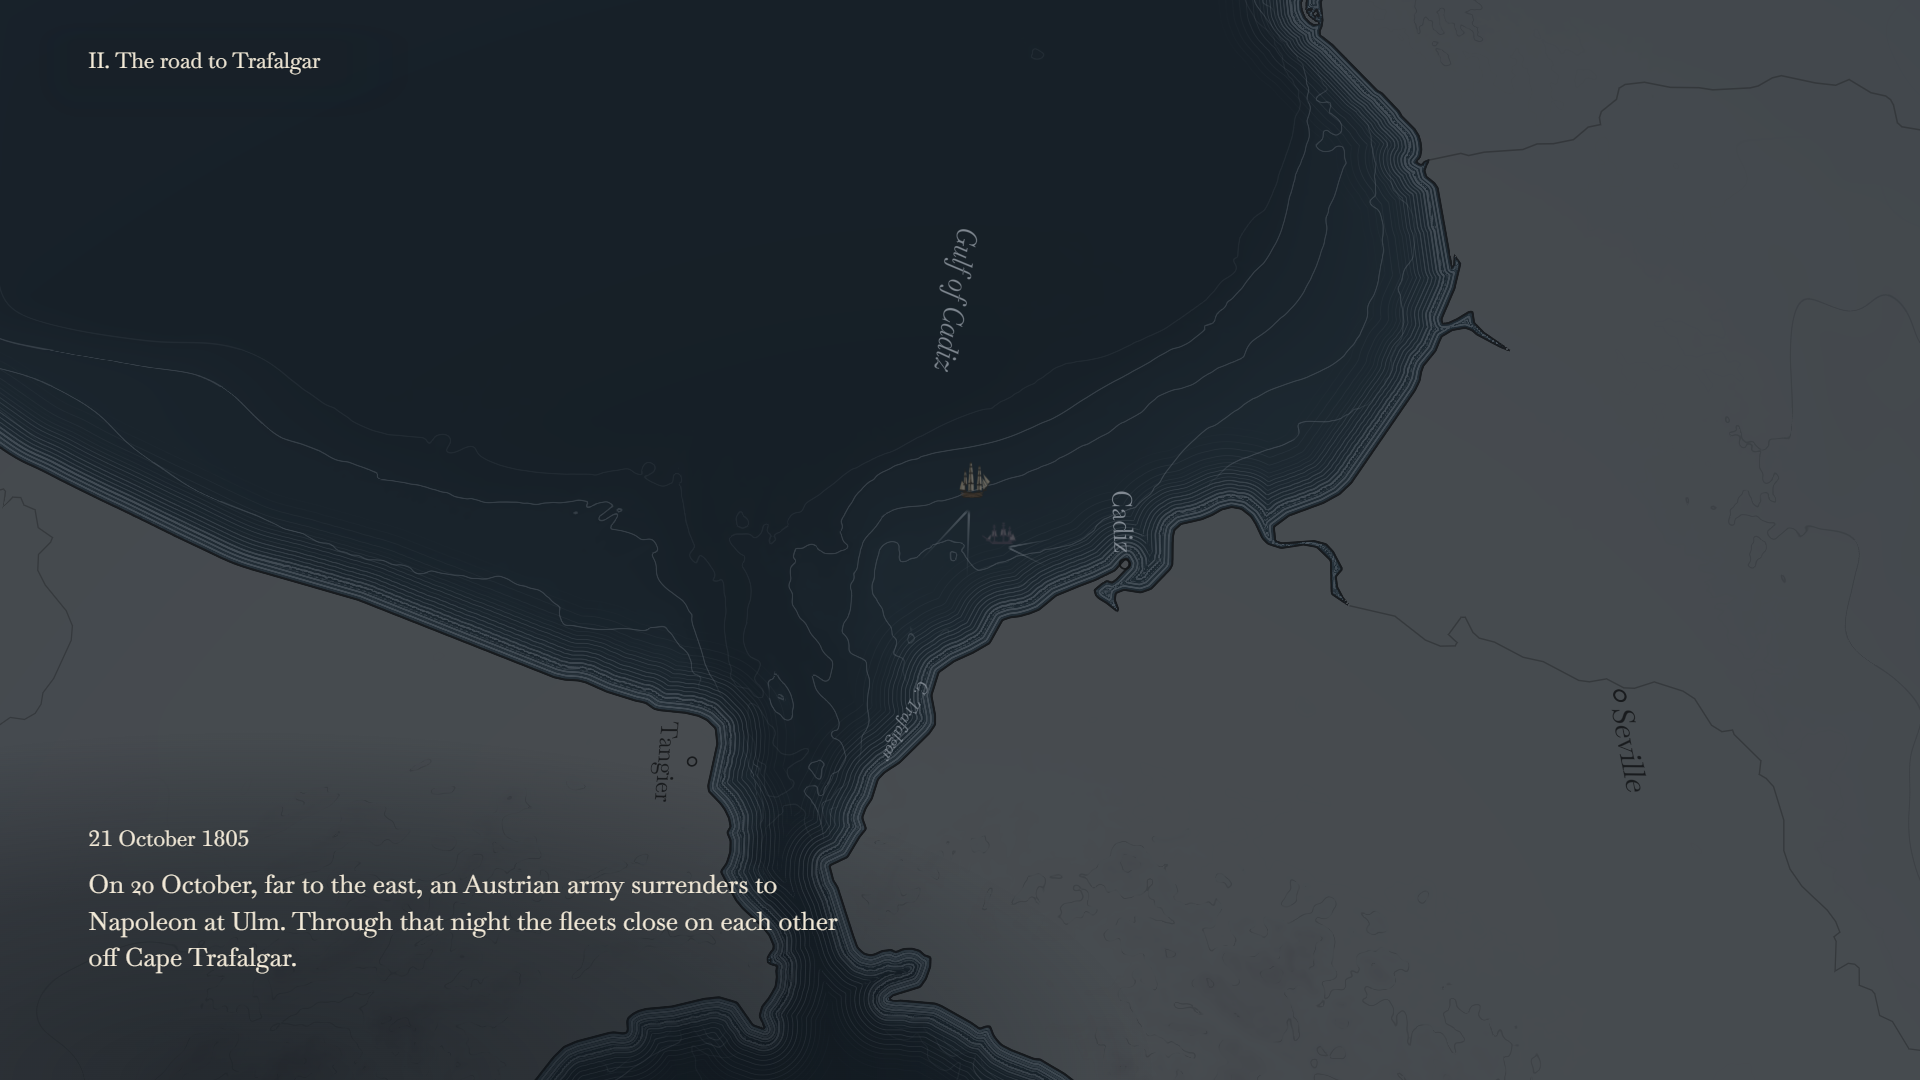 II. The road to Trafalgar
Gulf of Cadiz
Cadiz
C. Trafalgar
Tangier
Seville
21 October 1805
On 20 October, far to the east, an Austrian army surrenders to
Napoleon at Ulm. Through that night the fleets close on each other
off Cape Trafalgar.